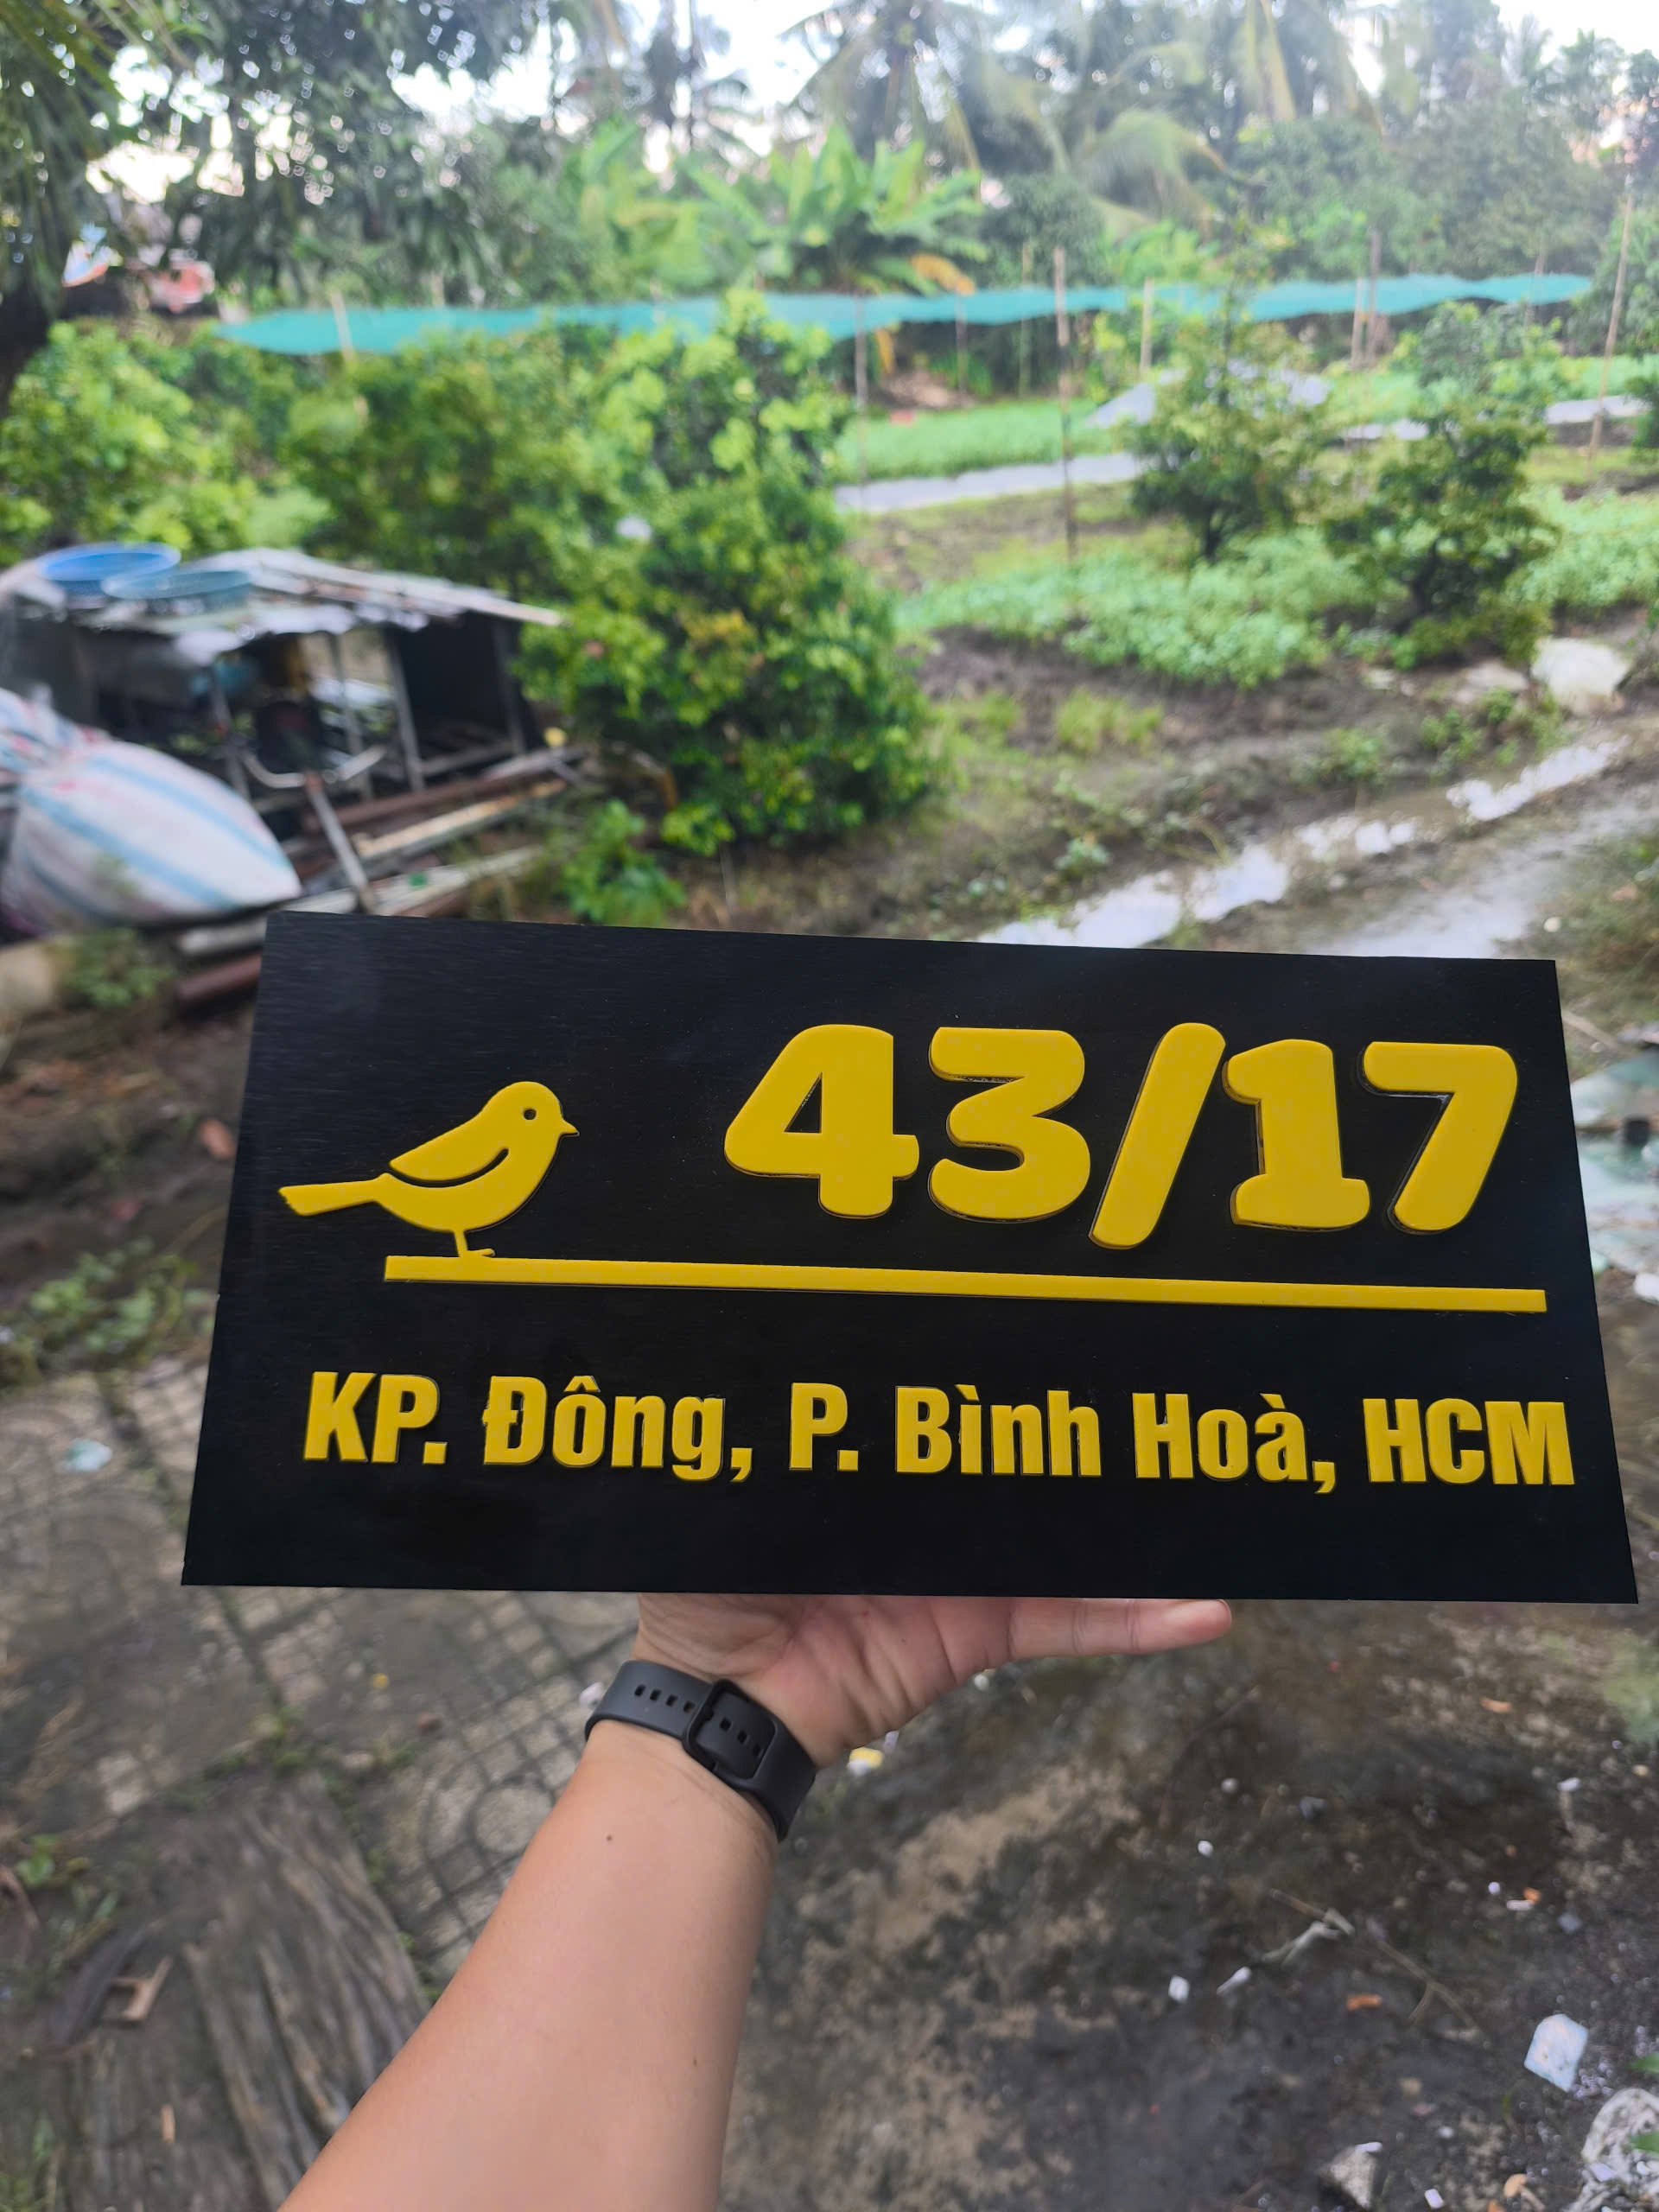 43/17
KP. Đông, P. Bình Hoà, HCM